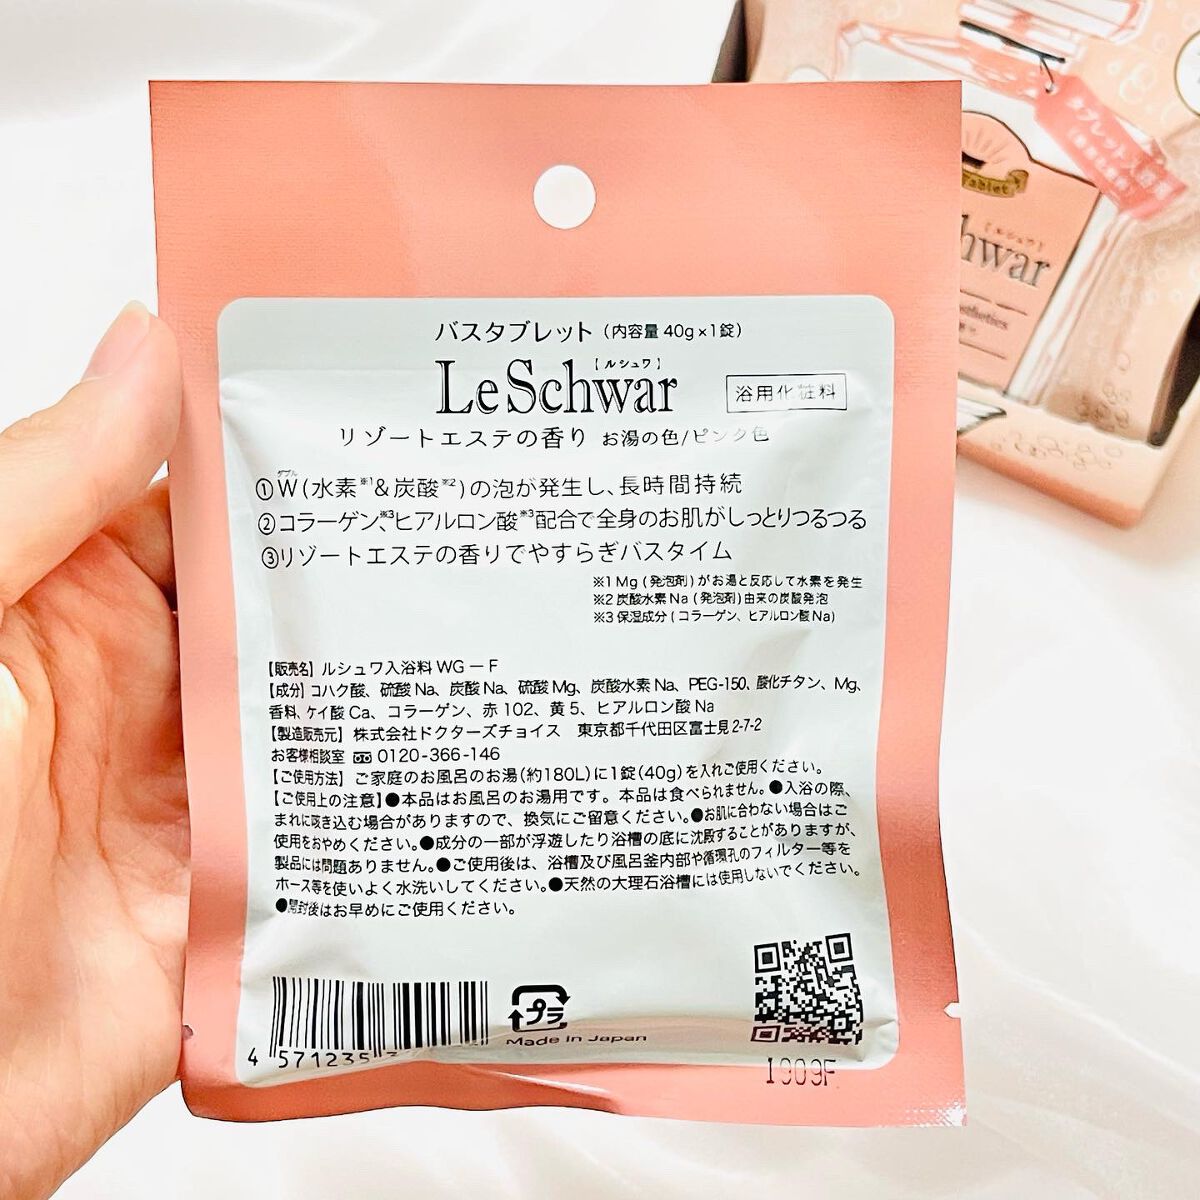 バスタブレット（内容量 40g×1錠）
【ルシュワ】
Le Schwar
浴用化粧料
リゾートエステの香り お湯の色/ピンク色
ダブル
①W(水素※1&炭酸※2)の泡が発生し、長時間持続
②コラーゲン、※3ヒアルロン酸※3配合で全身のお肌がしっとりつるつる
③リゾートエステの香りでやすらぎバスタイム
※1 Mg (発泡剤) がお湯と反応して水素を発生
※2 炭酸水素Na (発泡剤) 由来の炭酸発泡
※3 保湿成分 (コラーゲン、ヒアルロン酸Na)
【販売名】ルシュワ入浴料 WG－F
【成分】コハク酸、硫酸Na、炭酸Na、硫酸Mg、炭酸水素Na、PEG-150、酸化チタン、Mg、
香料、ケイ酸Ca、コラーゲン、赤102、黄5、ヒアルロン酸Na
【製造販売元】株式会社ドクターズチョイス 東京都千代田区富士見2-7-2
お客様相談室 0120-366-146
【ご使用方法】ご家庭のお風呂のお湯(約180L)に1錠(40g)を入れご使用ください。
【ご使用上の注意】●本品はお風呂のお湯用です。本品は食べられません。●入浴の際、
まれに咳き込む場合がありますので、換気にご留意ください。●お肌に合わない場合はご
使用をおやめください。●成分の一部が浮遊したり浴槽の底に沈殿することがありますが、
製品には問題ありません。●ご使用後は、浴槽及び風呂釜内部や循環孔のフィルター等を
ホース等を使いよく水洗いしてください。●天然の大理石浴槽には使用しないでください。
●開封後はお早めにご使用ください。
4 571235
プラ
Made in Japan
1909F
タブレット入浴料
Tablet
【ルシュワ】
hwar